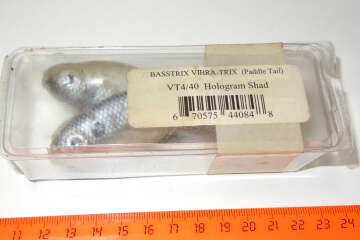 BASSTRIX VIBRA-TRIX (Paddle Tail)
VT4/40 Hologram Shad
6 70575 44084 8
11 12 13 14 15 16 17 18 19 20 21 22 23 24